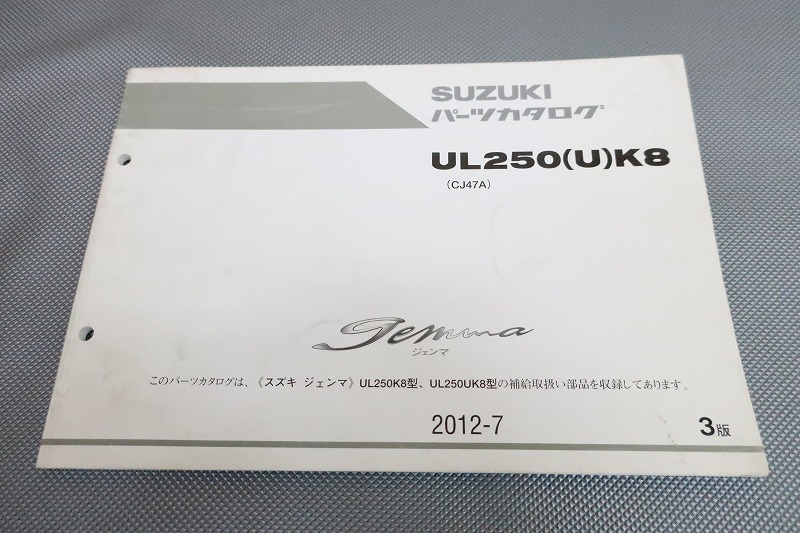 SUZUKI
パーツカタログ
UL250(U)K8
(CJ47A)
Gemma
ジェンマ
このパーツカタログは、《スズキ ジェンマ》UL250K8型、UL250UK8型の補給取扱い部品を収録してあります。
2012-7
3版